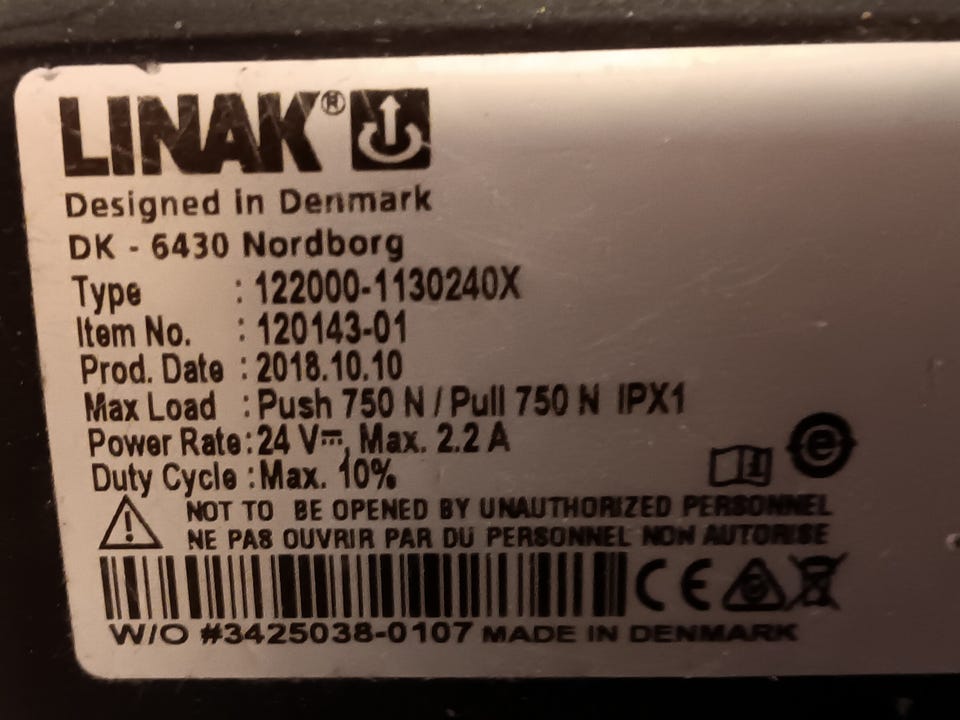 LINAK®
Designed in Denmark
DK - 6430 Nordborg
Type : 122000-1130240X
Item No. : 120143-01
Prod. Date : 2018.10.10
Max Load : Push 750 N / Pull 750 N IPX1
Power Rate : 24 V⎓, Max. 2.2 A
Duty Cycle : Max. 10%
NOT TO BE OPENED BY UNAUTHORIZED PERSONNEL
NE PAS OUVRIR PAR DU PERSONNEL NON AUTORISE
CE
W/O #3425038-0107 MADE IN DENMARK